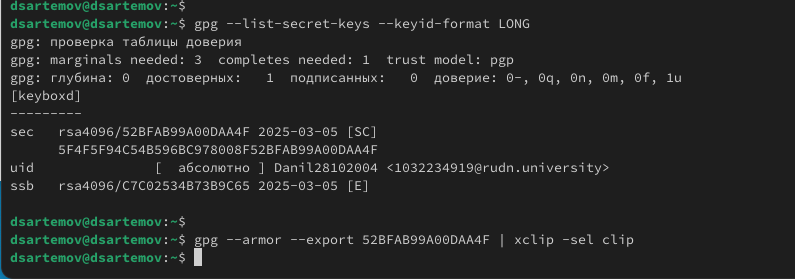 dsartemov@dsartemov:~$
dsartemov@dsartemov:~$ gpg --list-secret-keys --keyid-format LONG
gpg: проверка таблицы доверия
gpg: marginals needed: 3  completes needed: 1  trust model: pgp
gpg: глубина: 0  достоверных:   1  подписанных:   0  доверие: 0-, 0q, 0n, 0m, 0f, 1u
[keyboxd]
---------
sec   rsa4096/52BFAB99A00DAA4F 2025-03-05 [SC]
      5F4F5F94C54B596BC978008F52BFAB99A00DAA4F
uid               [  абсолютно ] Danil28102004 <1032234919@rudn.university>
ssb   rsa4096/C7C02534B73B9C65 2025-03-05 [E]
dsartemov@dsartemov:~$
dsartemov@dsartemov:~$ gpg --armor --export 52BFAB99A00DAA4F | xclip -sel clip
dsartemov@dsartemov:~$